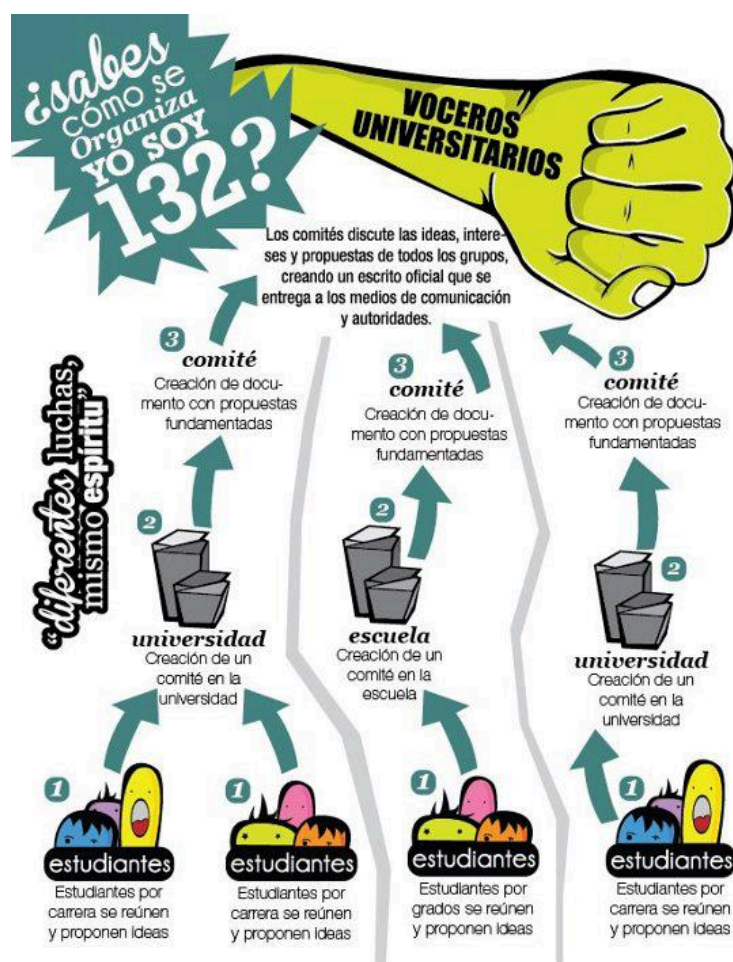 ¿sabes
cómo se
Organiza
YO SOY
132?
VOCEROS
UNIVERSITARIOS
Los comités discute las ideas, intere-
ses y propuestas de todos los grupos,
creando un escrito oficial que se
entrega a los medios de comunicación
y autoridades.
"diferentes luchas,
mismo espíritu"
3
comité
Creación de docu-
mento con propuestas
fundamentadas
2
universidad
Creación de un
comité en la
universidad
1
estudiantes
Estudiantes por
carrera se reúnen
y proponen ideas
1
estudiantes
Estudiantes por
carrera se reúnen
y proponen ideas
3
comité
Creación de docu-
mento con propuestas
fundamentadas
2
escuela
Creación de un
comité en la
escuela
1
estudiantes
Estudiantes por
grados se reúnen
y proponen ideas
3
comité
Creación de docu-
mento con propuestas
fundamentadas
2
universidad
Creación de un
comité en la
universidad
1
estudiantes
Estudiantes por
carrera se reúnen
y proponen ideas